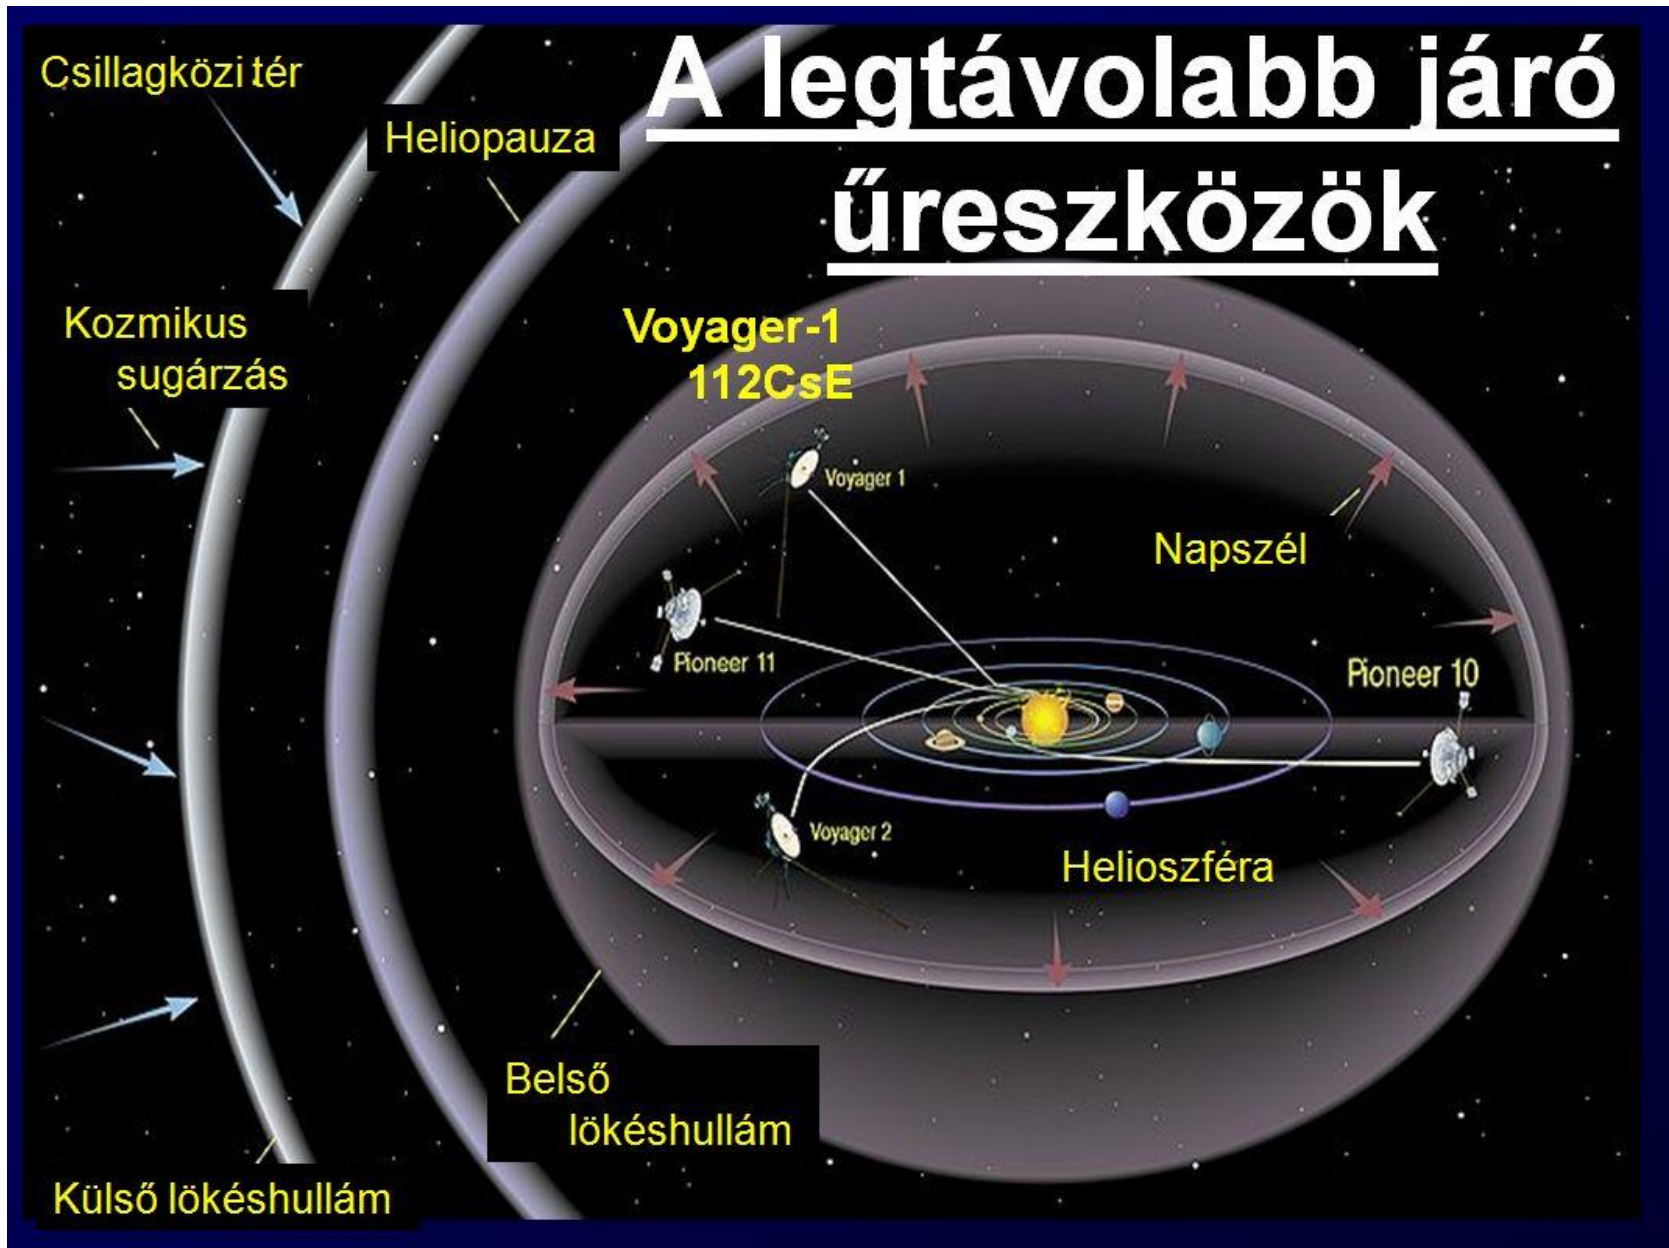 A legtávolabb járó
űreszközök
Csillagközi tér
Heliopauza
Kozmikus
sugárzás
Voyager-1
112CsE
Voyager 1
Napszél
Pioneer 11
Pioneer 10
Voyager 2
Helioszféra
Belső
lökéshullám
Külső lökéshullám